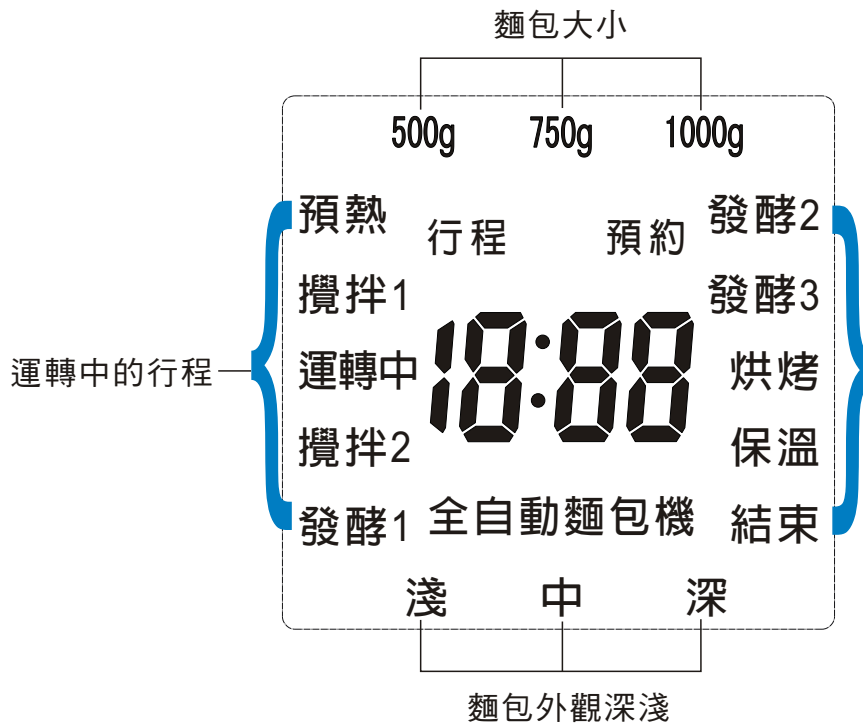 麵包大小
500g 750g 1000g
預熱 行程 預約 發酵2
攪拌1 發酵3
運轉中的行程 運轉中 18:88 烘烤
攪拌2 保溫
發酵1 全自動麵包機 結束
淺 中 深
麵包外觀深淺